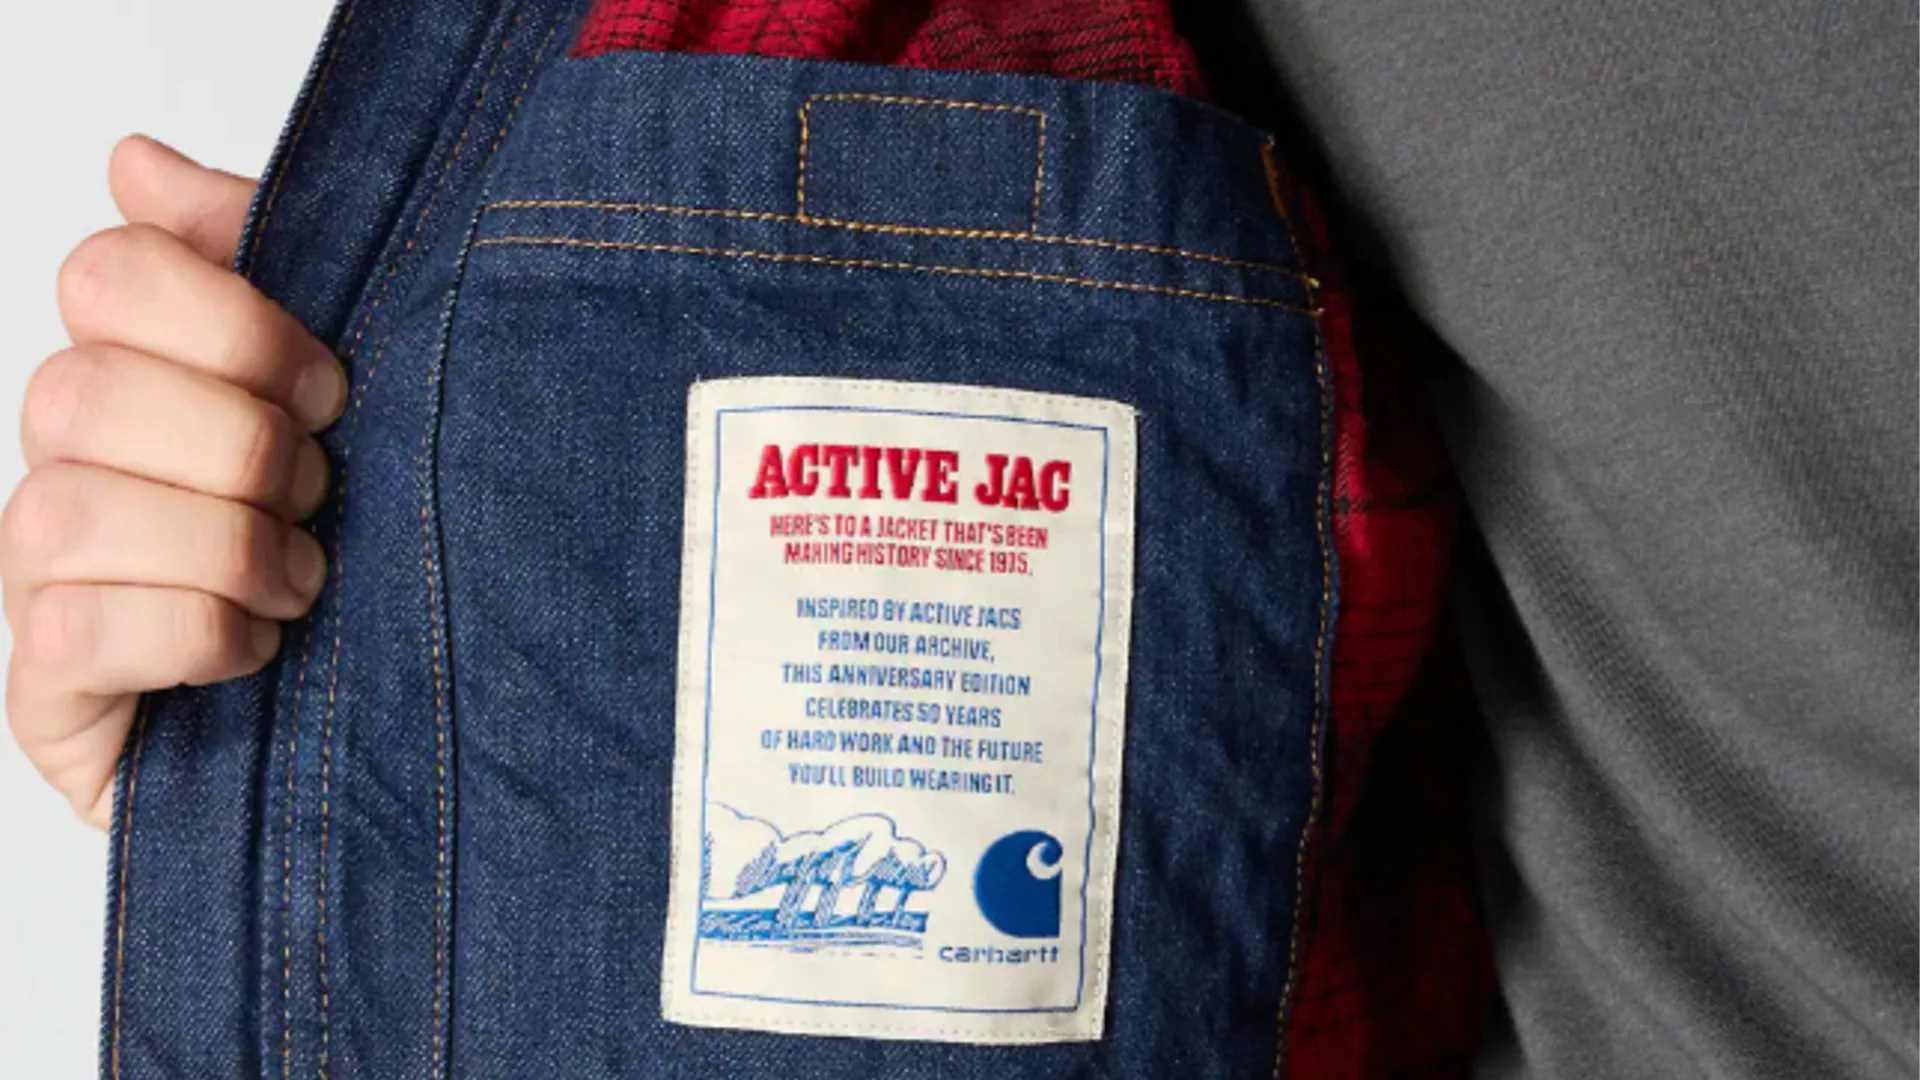 ACTIVE JAC
HERE'S TO A JACKET THAT'S BEEN
MAKING HISTORY SINCE 1975.
INSPIRED BY ACTIVE JACS
FROM OUR ARCHIVE,
THIS ANNIVERSARY EDITION
CELEBRATES 50 YEARS
OF HARD WORK AND THE FUTURE
YOU'LL BUILD WEARING IT.
carhartt